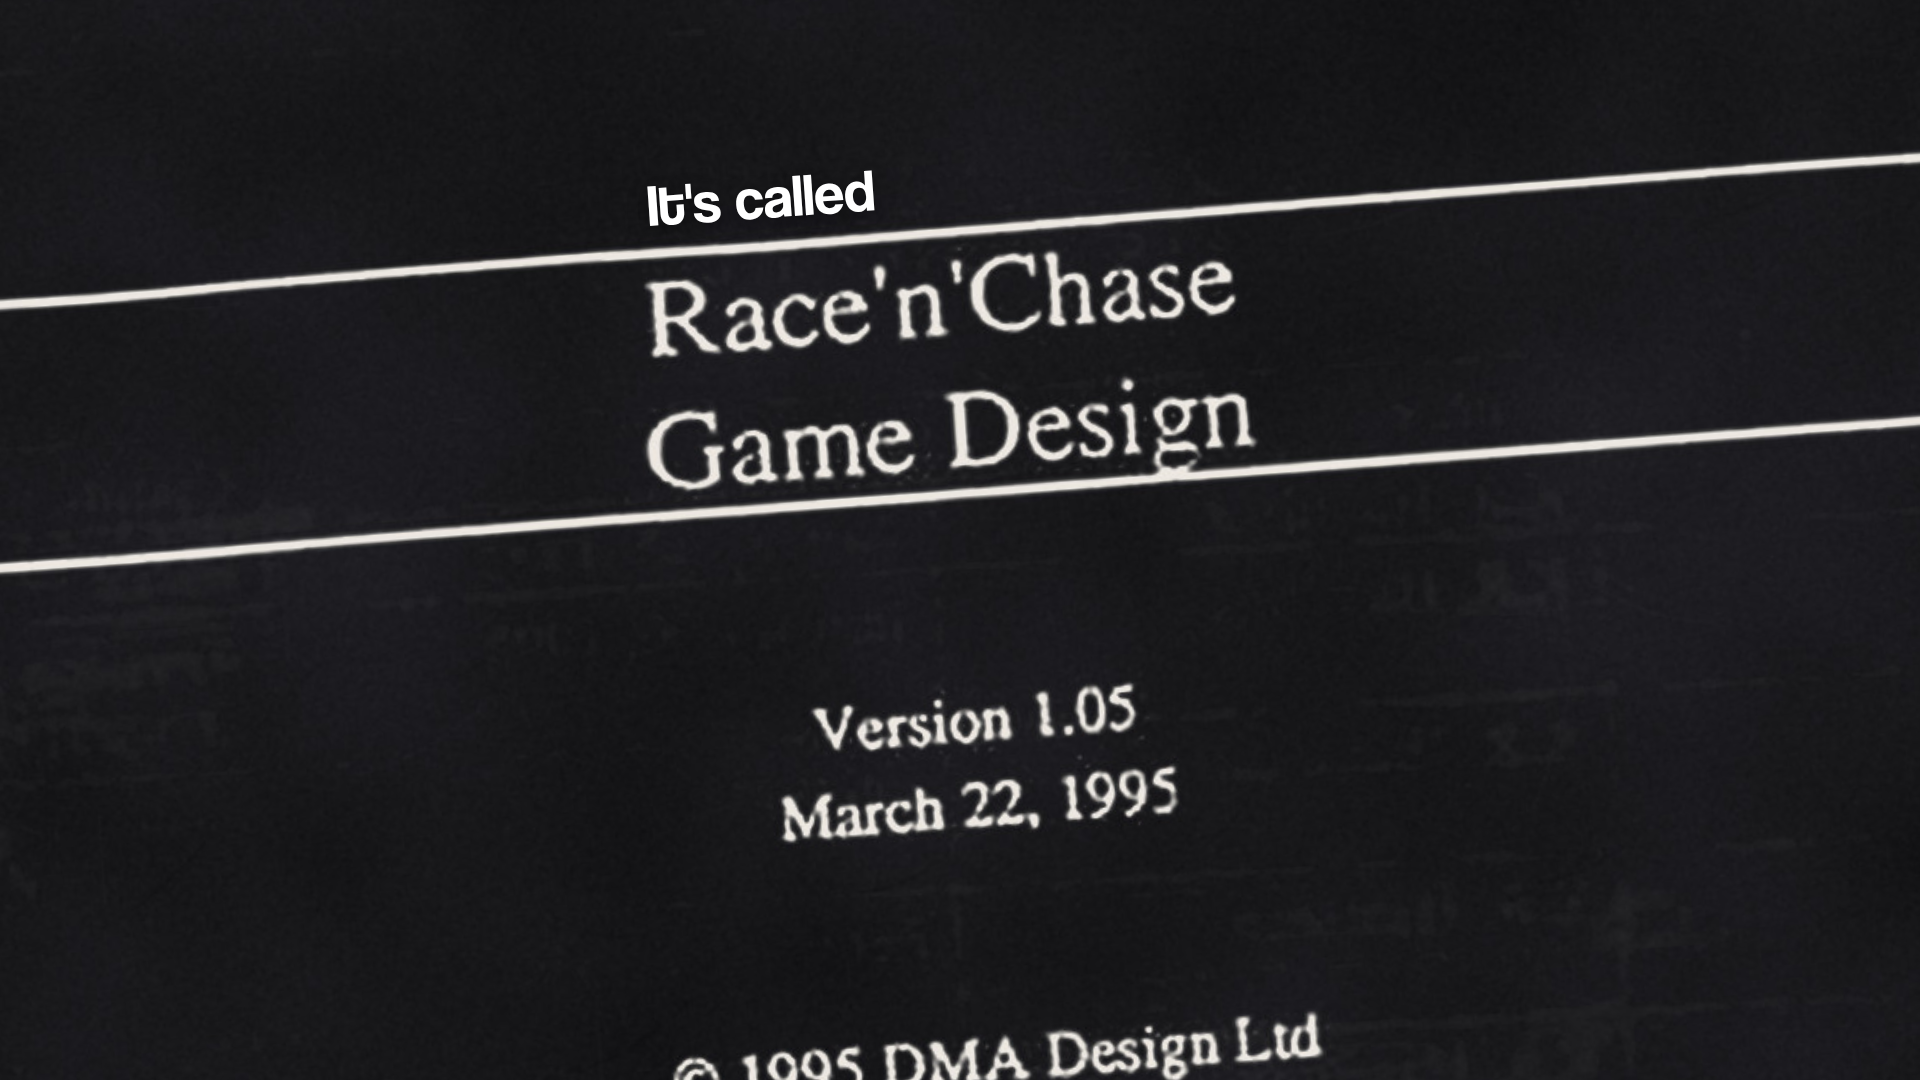 It's called
Race'n'Chase
Game Design
Version 1.05
March 22, 1995
© 1995 DMA Design Ltd